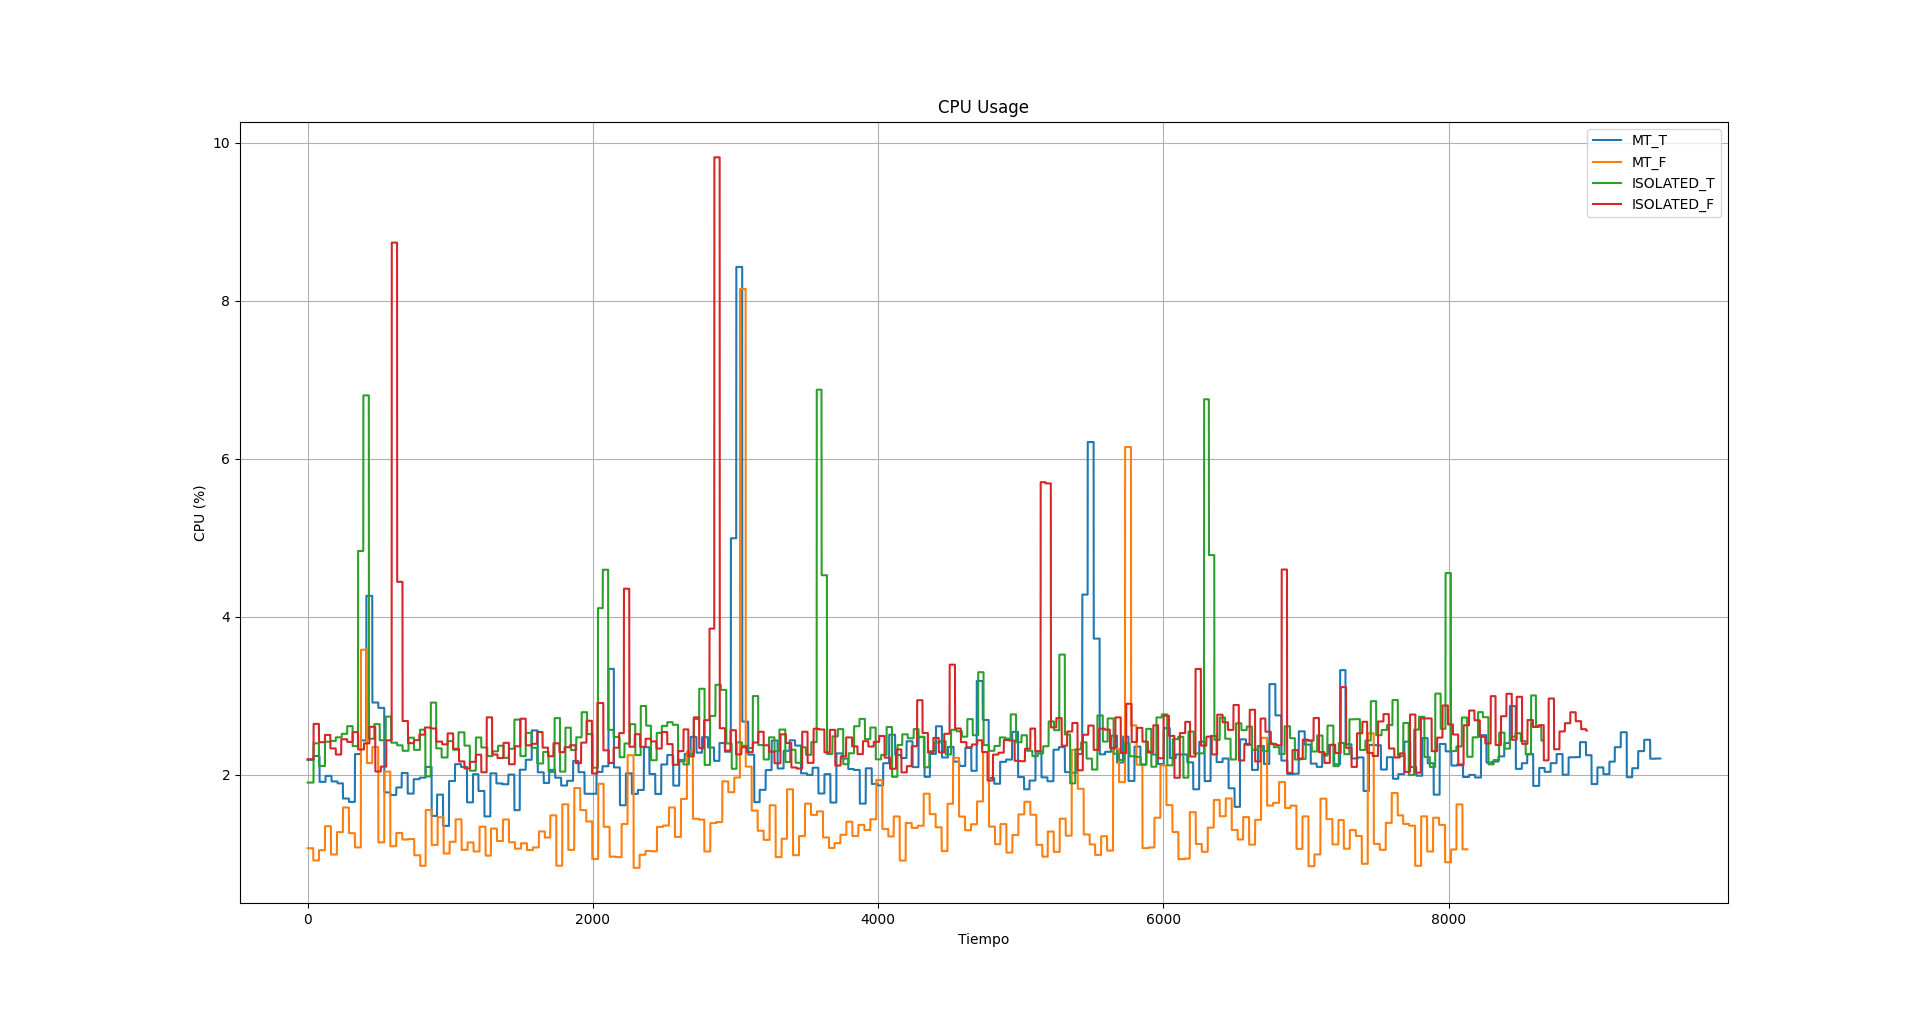 CPU Usage
MT_T
MT_F
ISOLATED_T
ISOLATED_F
10
8
6
4
2
CPU (%)
0 2000 4000 6000 8000
Tiempo